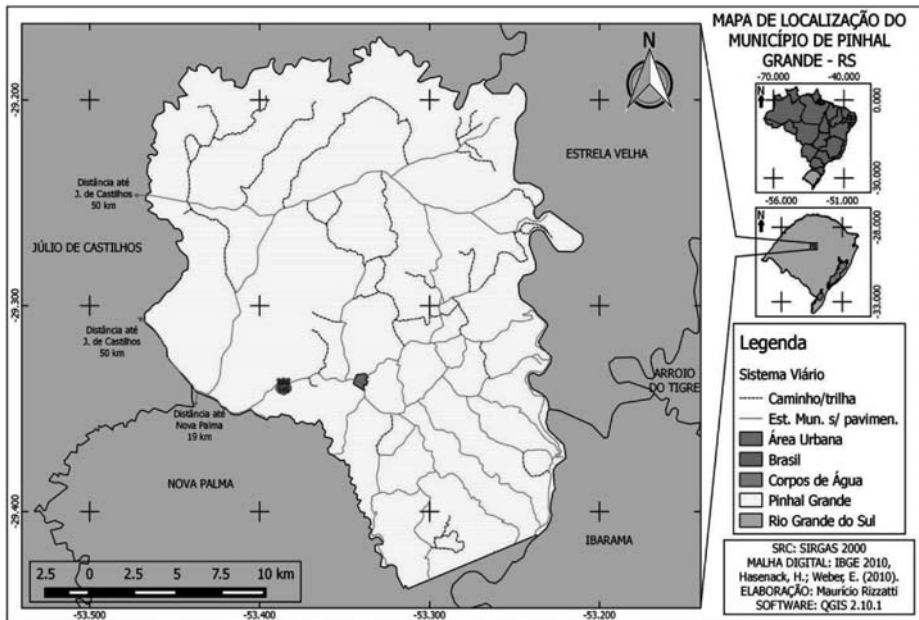 MAPA DE LOCALIZAÇÃO DO
MUNICÍPIO DE PINHAL
GRANDE - RS
-70.000 -40.000
N
0.000
-30.000
-56.000 -51.000
N
-28.000
-33.000
N
-29.200
-29.300
-29.400
ESTRELA VELHA
Distância até
J. de Castilhos
50 km
JÚLIO DE CASTILHOS
Distância até
J. de Castilhos
50 km
ARROIO
DO TIGRE
Distância até
Nova Palma
19 km
NOVA PALMA
IBARAMA
2.5 0 2.5 5 7.5 10 km
-53.500 -53.400 -53.300 -53.200
Legenda
Sistema Viário
Caminho/trilha
Est. Mun. s/ pavimen.
Área Urbana
Brasil
Corpos de Água
Pinhal Grande
Rio Grande do Sul
SRC: SIRGAS 2000
MALHA DIGITAL: IBGE 2010,
Hasenack, H.; Weber, E. (2010).
ELABORAÇÃO: Maurício Rizzatti
SOFTWARE: QGIS 2.10.1